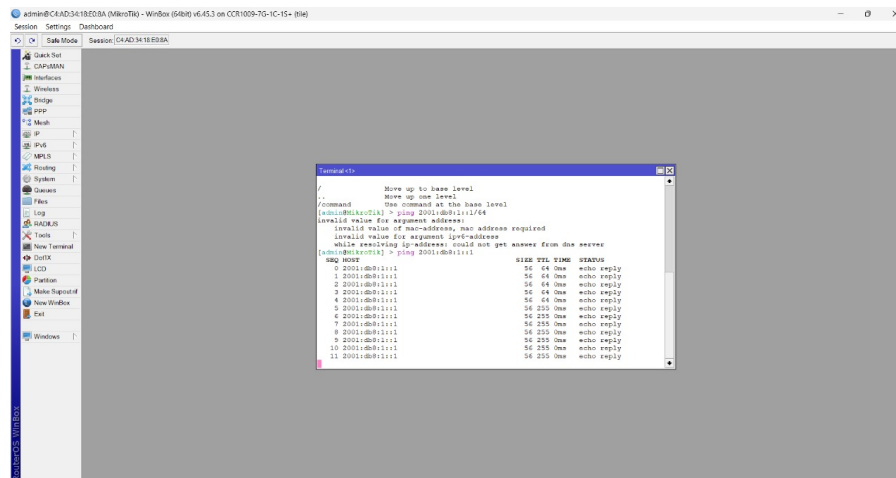 admin@C4:AD:34:18:E0:8A (MikroTik) - WinBox (64bit) v6.45.3 on CCR1009-7G-1C-1S+ (tile)
Session Settings Dashboard
Safe Mode Session: C4:AD:34:18:E0:8A
Quick Set
CAPsMAN
Interfaces
Wireless
Bridge
PPP
Mesh
IP
IPv6
MPLS
Routing
System
Queues
Files
Log
RADIUS
Tools
New Terminal
Dot1X
LCD
Partition
Make Supout.rif
New WinBox
Exit
Windows
RouterOS WinBox
Terminal <1>
/ Move up to base level
.. Move up one level
/command Use command at the base level
[admin@MikroTik] > ping 2001:db8:1::1/64
invalid value for argument address:
invalid value of mac-address, mac address required
invalid value for argument ipv6-address
while resolving ip-address: could not get answer from dns server
[admin@MikroTik] > ping 2001:db8:1::1
SEQ HOST SIZE TTL TIME STATUS
0 2001:db8:1::1 56 64 0ms echo reply
1 2001:db8:1::1 56 64 0ms echo reply
2 2001:db8:1::1 56 64 0ms echo reply
3 2001:db8:1::1 56 64 0ms echo reply
4 2001:db8:1::1 56 64 0ms echo reply
5 2001:db8:1::1 56 255 0ms echo reply
6 2001:db8:1::1 56 255 0ms echo reply
7 2001:db8:1::1 56 255 0ms echo reply
8 2001:db8:1::1 56 255 0ms echo reply
9 2001:db8:1::1 56 255 0ms echo reply
10 2001:db8:1::1 56 255 0ms echo reply
11 2001:db8:1::1 56 255 0ms echo reply